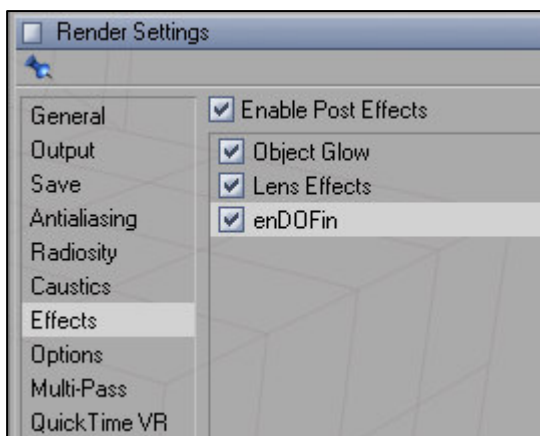 Render Settings
General
Output
Save
Antialiasing
Radiosity
Caustics
Effects
Options
Multi-Pass
QuickTime VR
Enable Post Effects
Object Glow
Lens Effects
enDOFin